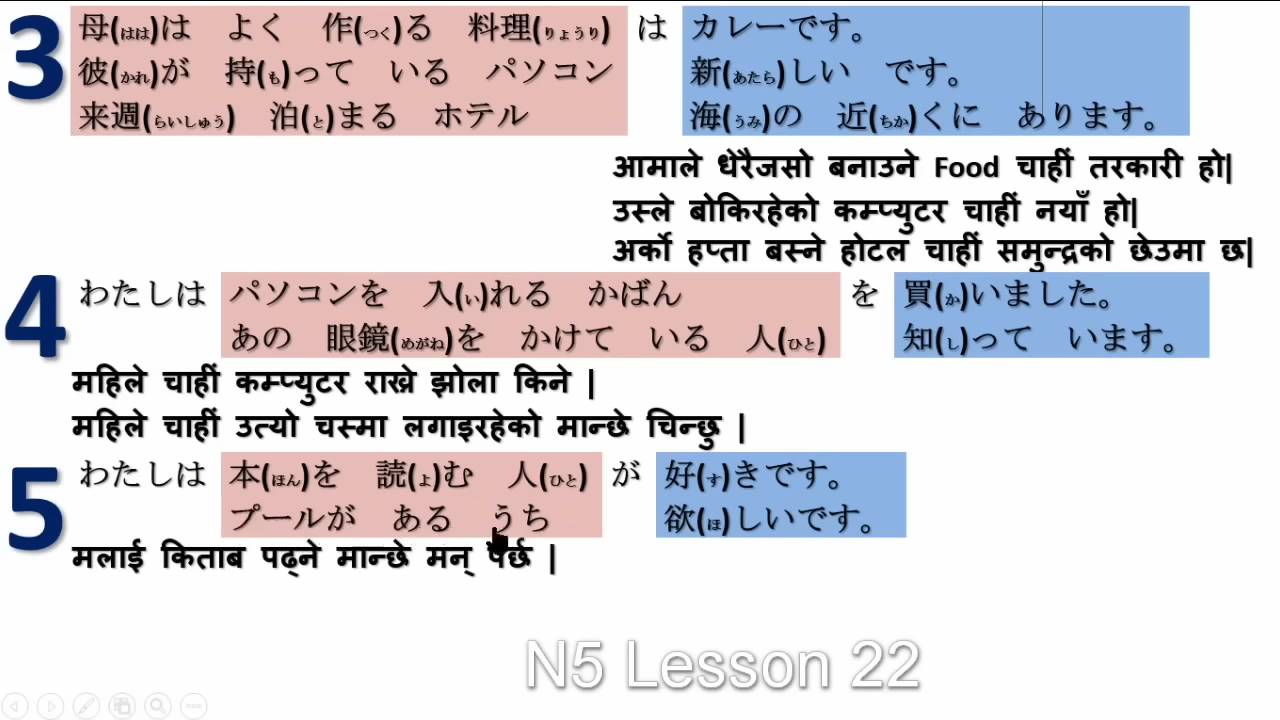 3 母(はは)は よく 作(つく)る 料理(りょうり) は カレーです。
彼(かれ)が 持(も)って いる パソコン 新(あたら)しい です。
来週(らいしゅう) 泊(と)まる ホテル 海(うみ)の 近(ちか)くに あります。
आमाले धेरैजसो बनाउने Food चाहीं तरकारी हो|
उस्ले बोकिरहेको कम्प्युटर चाहीं नयाँ हो|
अर्को हप्ता बस्ने होटल चाहीं समुन्द्रको छेउमा छ|
4 わたしは パソコンを 入(い)れる かばん を 買(か)いました。
あの 眼鏡(めがね)を かけて いる 人(ひと) 知(し)って います。
महिले चाहीं कम्प्युटर राख्ने झोला किने |
महिले चाहीं उत्यो चस्मा लगाइरहेको मान्छे चिन्छु |
5 わたしは 本(ほん)を 読(よ)む 人(ひと) が 好(す)きです。
プールが ある うち 欲(ほ)しいです。
मलाई किताब पढ्ने मान्छे मन् पर्छ |
N5 Lesson 22